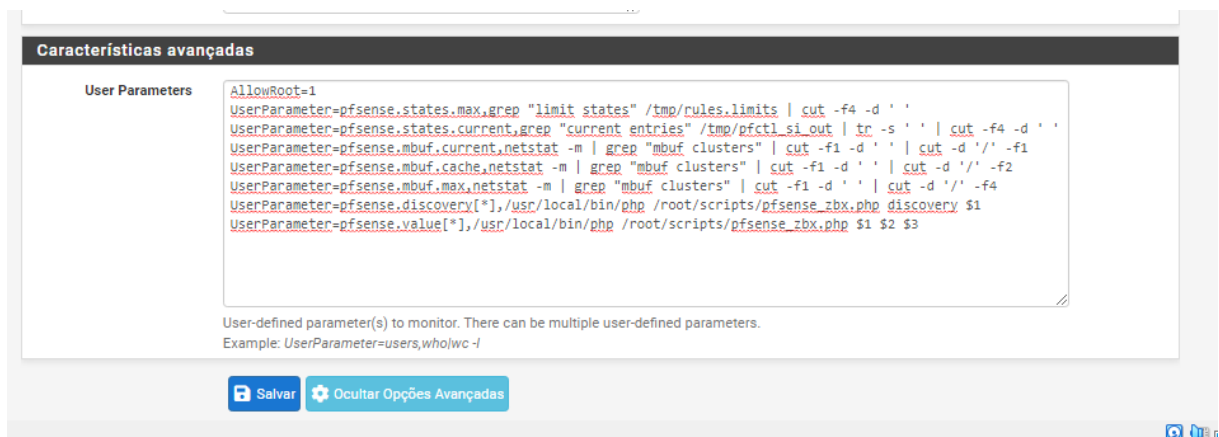 Características avançadas
User Parameters
AllowRoot=1
UserParameter=pfsense.states.max,grep "limit states" /tmp/rules.limits | cut -f4 -d ' '
UserParameter=pfsense.states.current,grep "current entries" /tmp/pfctl_si_out | tr -s ' ' | cut -f4 -d ' '
UserParameter=pfsense.mbuf.current,netstat -m | grep "mbuf clusters" | cut -f1 -d ' ' | cut -d '/' -f1
UserParameter=pfsense.mbuf.cache,netstat -m | grep "mbuf clusters" | cut -f1 -d ' ' | cut -d '/' -f2
UserParameter=pfsense.mbuf.max,netstat -m | grep "mbuf clusters" | cut -f1 -d ' ' | cut -d '/' -f4
UserParameter=pfsense.discovery[*],/usr/local/bin/php /root/scripts/pfsense_zbx.php discovery $1
UserParameter=pfsense.value[*],/usr/local/bin/php /root/scripts/pfsense_zbx.php $1 $2 $3
User-defined parameter(s) to monitor. There can be multiple user-defined parameters.
Example: UserParameter=users,who|wc -l
Salvar
Ocultar Opções Avançadas